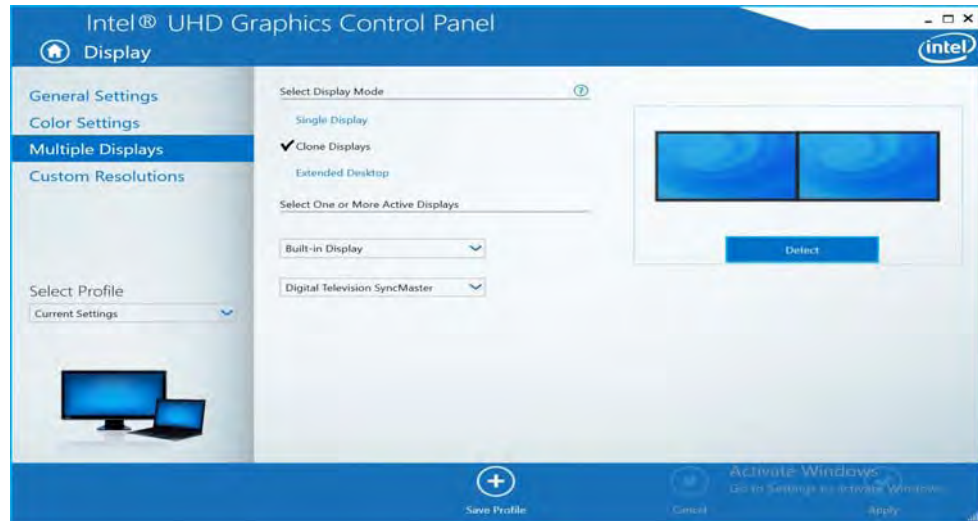 Intel® UHD Graphics Control Panel
Display
intel
General Settings
Color Settings
Multiple Displays
Custom Resolutions
Select Profile
Current Settings
Select Display Mode
?
Single Display
Clone Displays
Extended Desktop
Select One or More Active Displays
Built-in Display
Digital Television SyncMaster
Detect
Save Profile
Cancel
Apply
Activate Windows
Go to Settings to activate Windows.